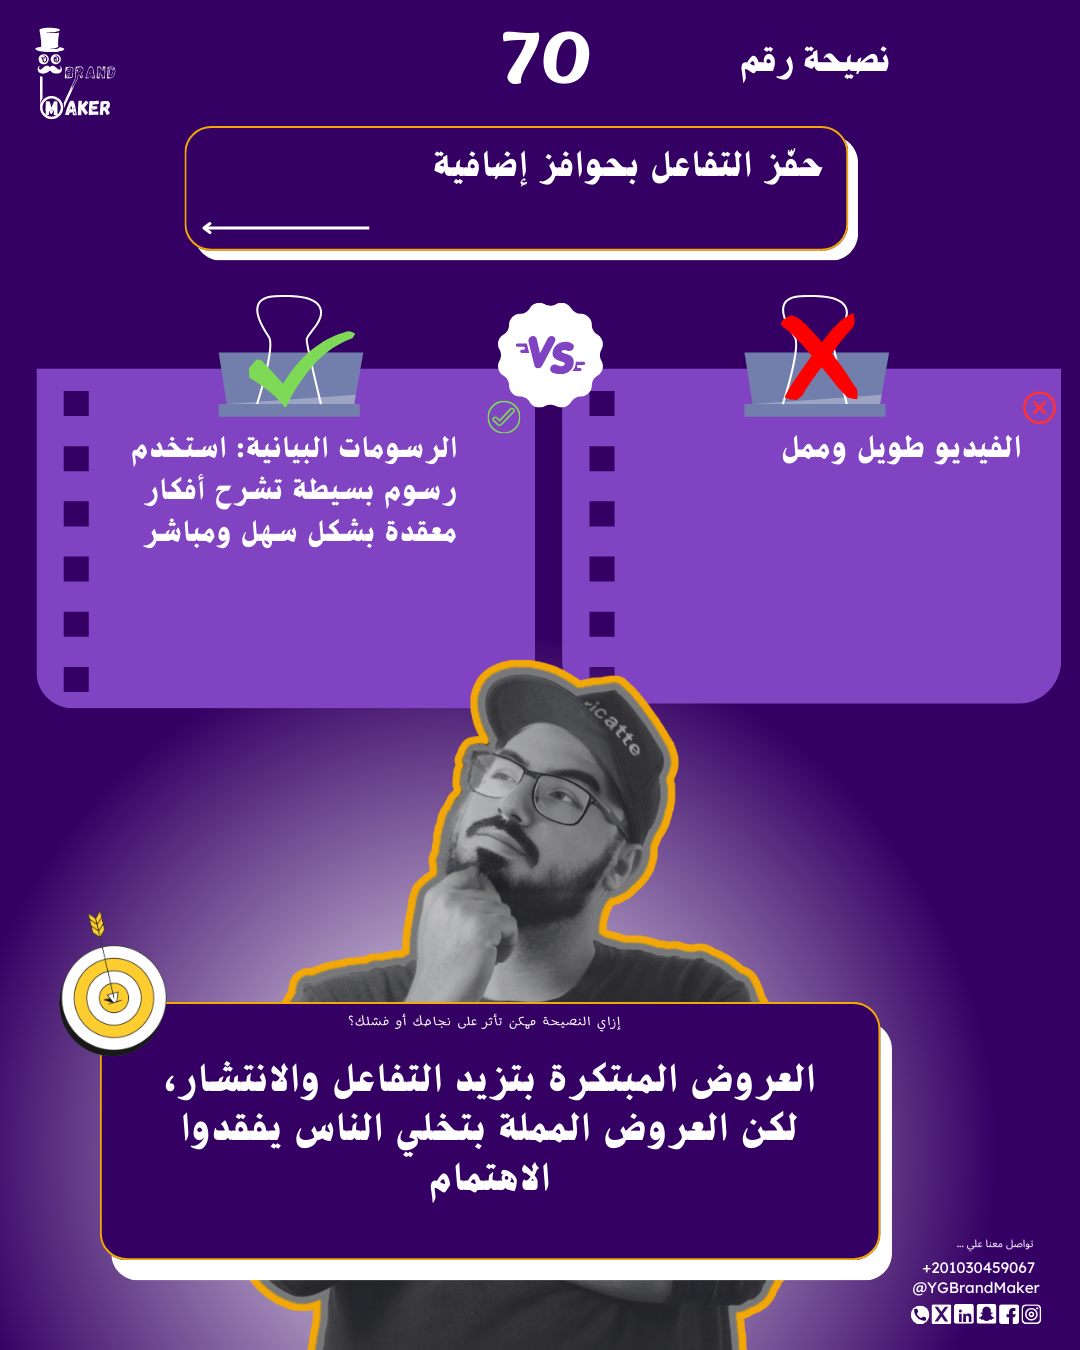 BRAND
MAKER
نصيحة رقم 70
حفّز التفاعل بحوافز إضافية
VS
الفيديو طويل وممل
الرسومات البيانية: استخدم
رسوم بسيطة تشرح أفكار
معقدة بشكل سهل ومباشر
icatte
إزاي النصيحة ممكن تأثر على نجاحك أو فشلك؟
العروض المبتكرة بتزيد التفاعل والانتشار،
لكن العروض المملة بتخلي الناس يفقدوا
الاهتمام
تواصل معنا علي ...
+201030459067
@YGBrandMaker